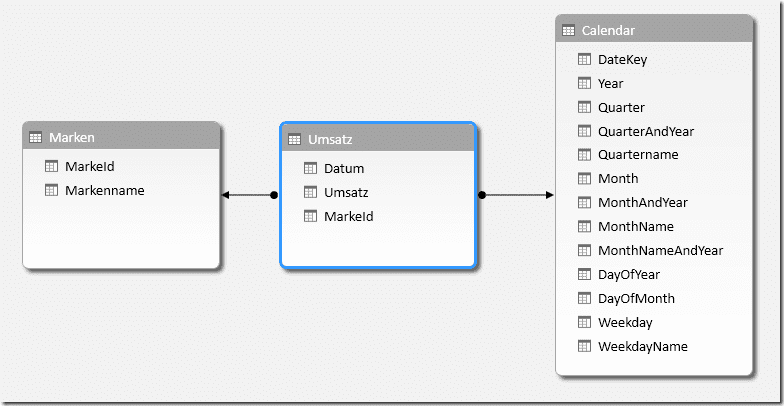 Marken
MarkeId
Markenname
Umsatz
Datum
Umsatz
MarkeId
Calendar
DateKey
Year
Quarter
QuarterAndYear
Quartername
Month
MonthAndYear
MonthName
MonthNameAndYear
DayOfYear
DayOfMonth
Weekday
WeekdayName